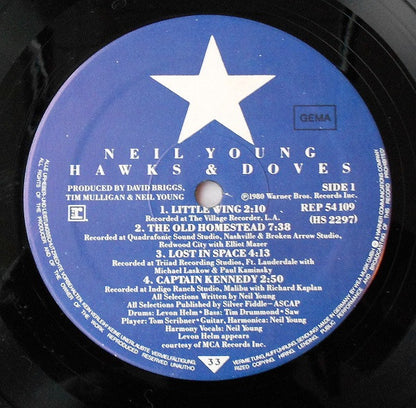 GEMA
NEIL YOUNG
HAWKS & DOVES
PRODUCED BY DAVID BRIGGS,
TIM MULLIGAN & NEIL YOUNG
SIDE 1
℗1980 Warner Bros. Records Inc.
REP 54 109
(HS 2297)
1. LITTLE WING 2:10
Recorded at The Village Recorder, L.A.
2. THE OLD HOMESTEAD 7:38
Recorded at Quadrafonic Sound Studio, Nashville & Broken Arrow Studio,
Redwood City with Elliot Mazer
3. LOST IN SPACE 4:13
Recorded at Triiad Recording Studios, Ft. Lauderdale with
Michael Laskow & Paul Kaminsky
4. CAPTAIN KENNEDY 2:50
Recorded at Indigo Ranch Studio, Malibu with Richard Kaplan
All Selections Written by Neil Young
All Selections Published by Silver Fiddle—ASCAP
Drums: Levon Helm • Bass: Tim Drummond • Saw
Player: Tom Scribner • Guitar, Harmonica: Neil Young
Harmony Vocals: Neil Young
Levon Helm appears
courtesy of MCA Records Inc.
33